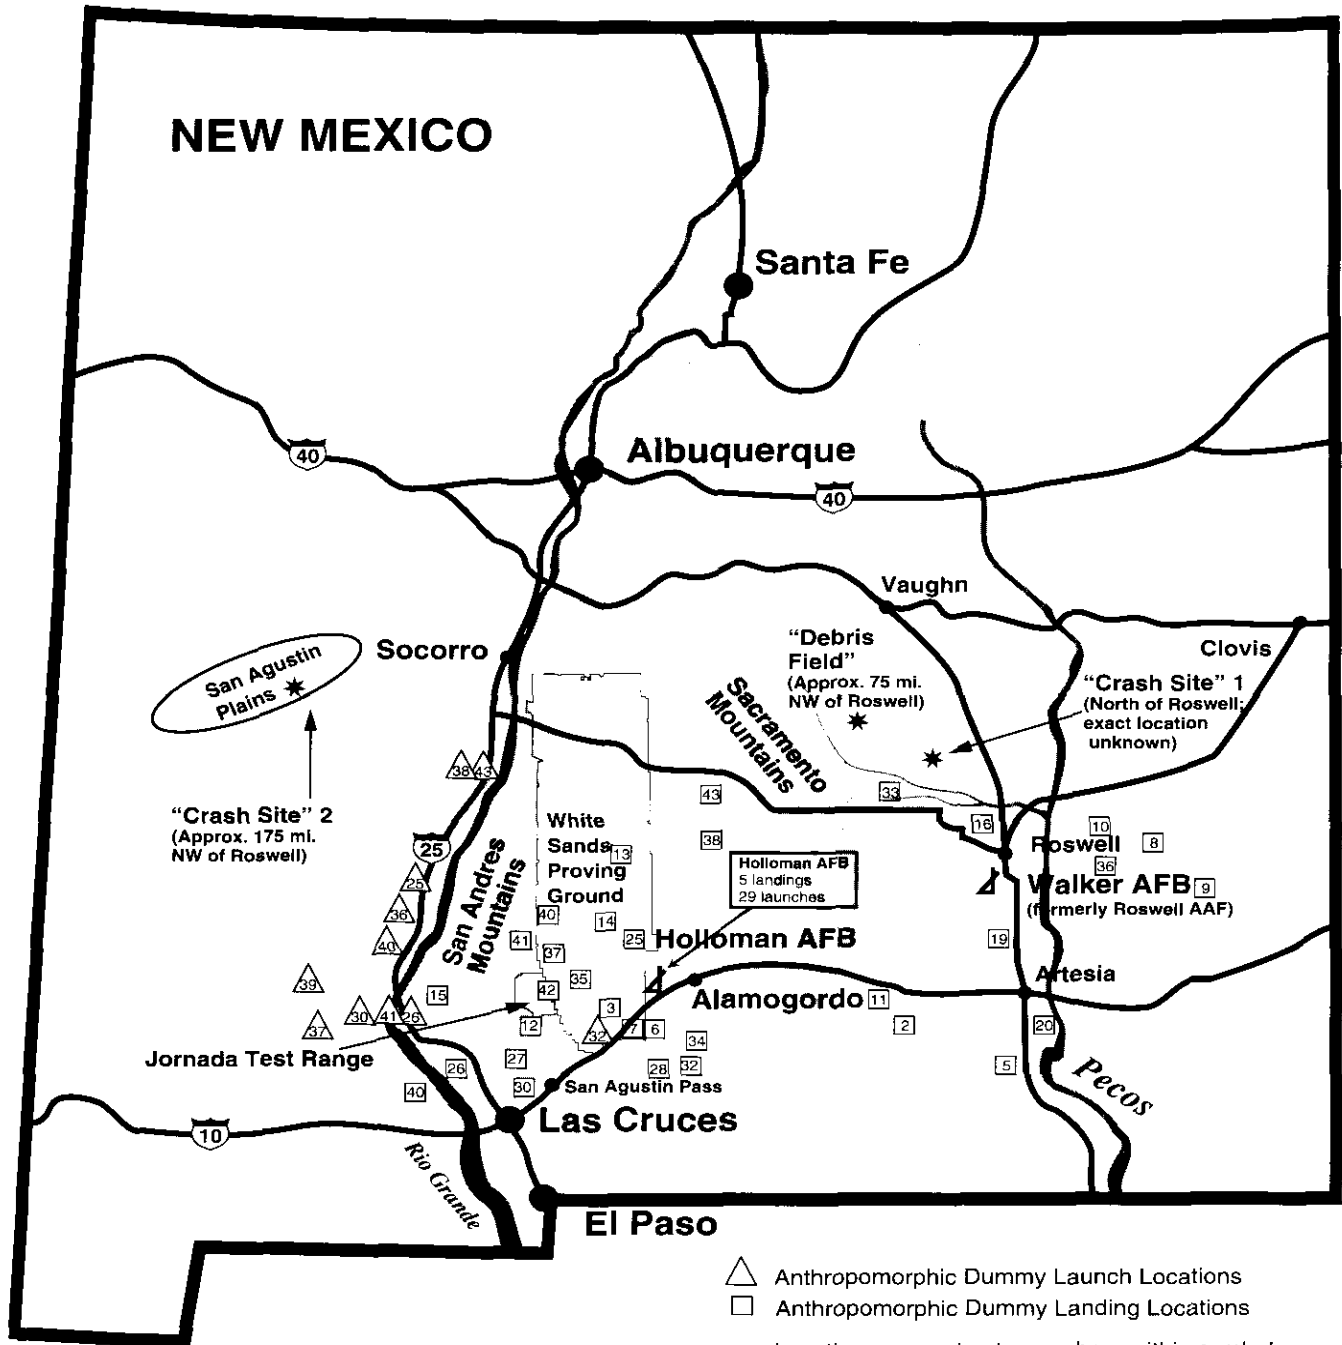 NEW MEXICO
Santa Fe
Albuquerque
40
40
Vaughn
Clovis
Socorro
San Agustin
Plains
"Debris
Field"
(Approx. 75 mi.
NW of Roswell)
"Crash Site" 1
(North of Roswell;
exact location
unknown)
Sacramento
Mountains
38
43
"Crash Site" 2
(Approx. 175 mi.
NW of Roswell)
25
White
Sands
Proving
Ground
43
33
38
13
16
10
8
Roswell
36
Walker AFB
9
(formerly Roswell AAF)
Holloman AFB
5 landings
29 launches
San Andres
Mountains
25
36
40
40
14
41
25
37
Holloman AFB
19
39
15
42
35
Alamogordo
11
Artesia
30
41
26
3
37
12
32
7
6
2
20
34
Jornada Test Range
27
26
28
32
5
40
30
San Agustin Pass
Pecos
10
Las Cruces
Rio Grande
El Paso
Anthropomorphic Dummy Launch Locations
Anthropomorphic Dummy Landing Locations